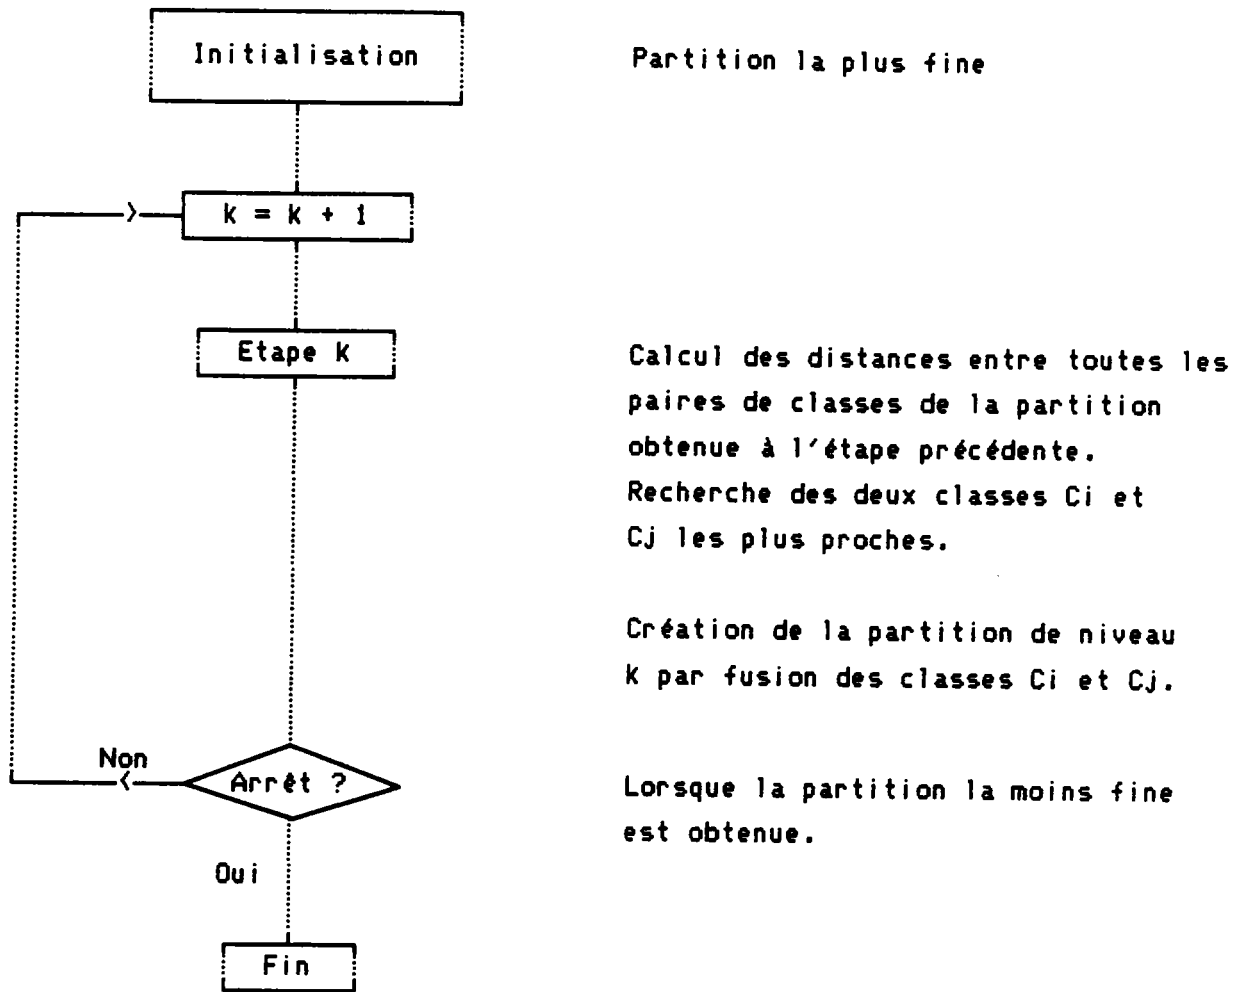 Initialisation
Partition la plus fine
k = k + 1
Etape K
Calcul des distances entre toutes les
paires de classes de la partition
obtenue à l'étape précédente.
Recherche des deux classes Ci et
Cj les plus proches.
Création de la partition de niveau
K par fusion des classes Ci et Cj.
Non
Arrêt ?
Lorsque la partition la moins fine
est obtenue.
Oui
Fin